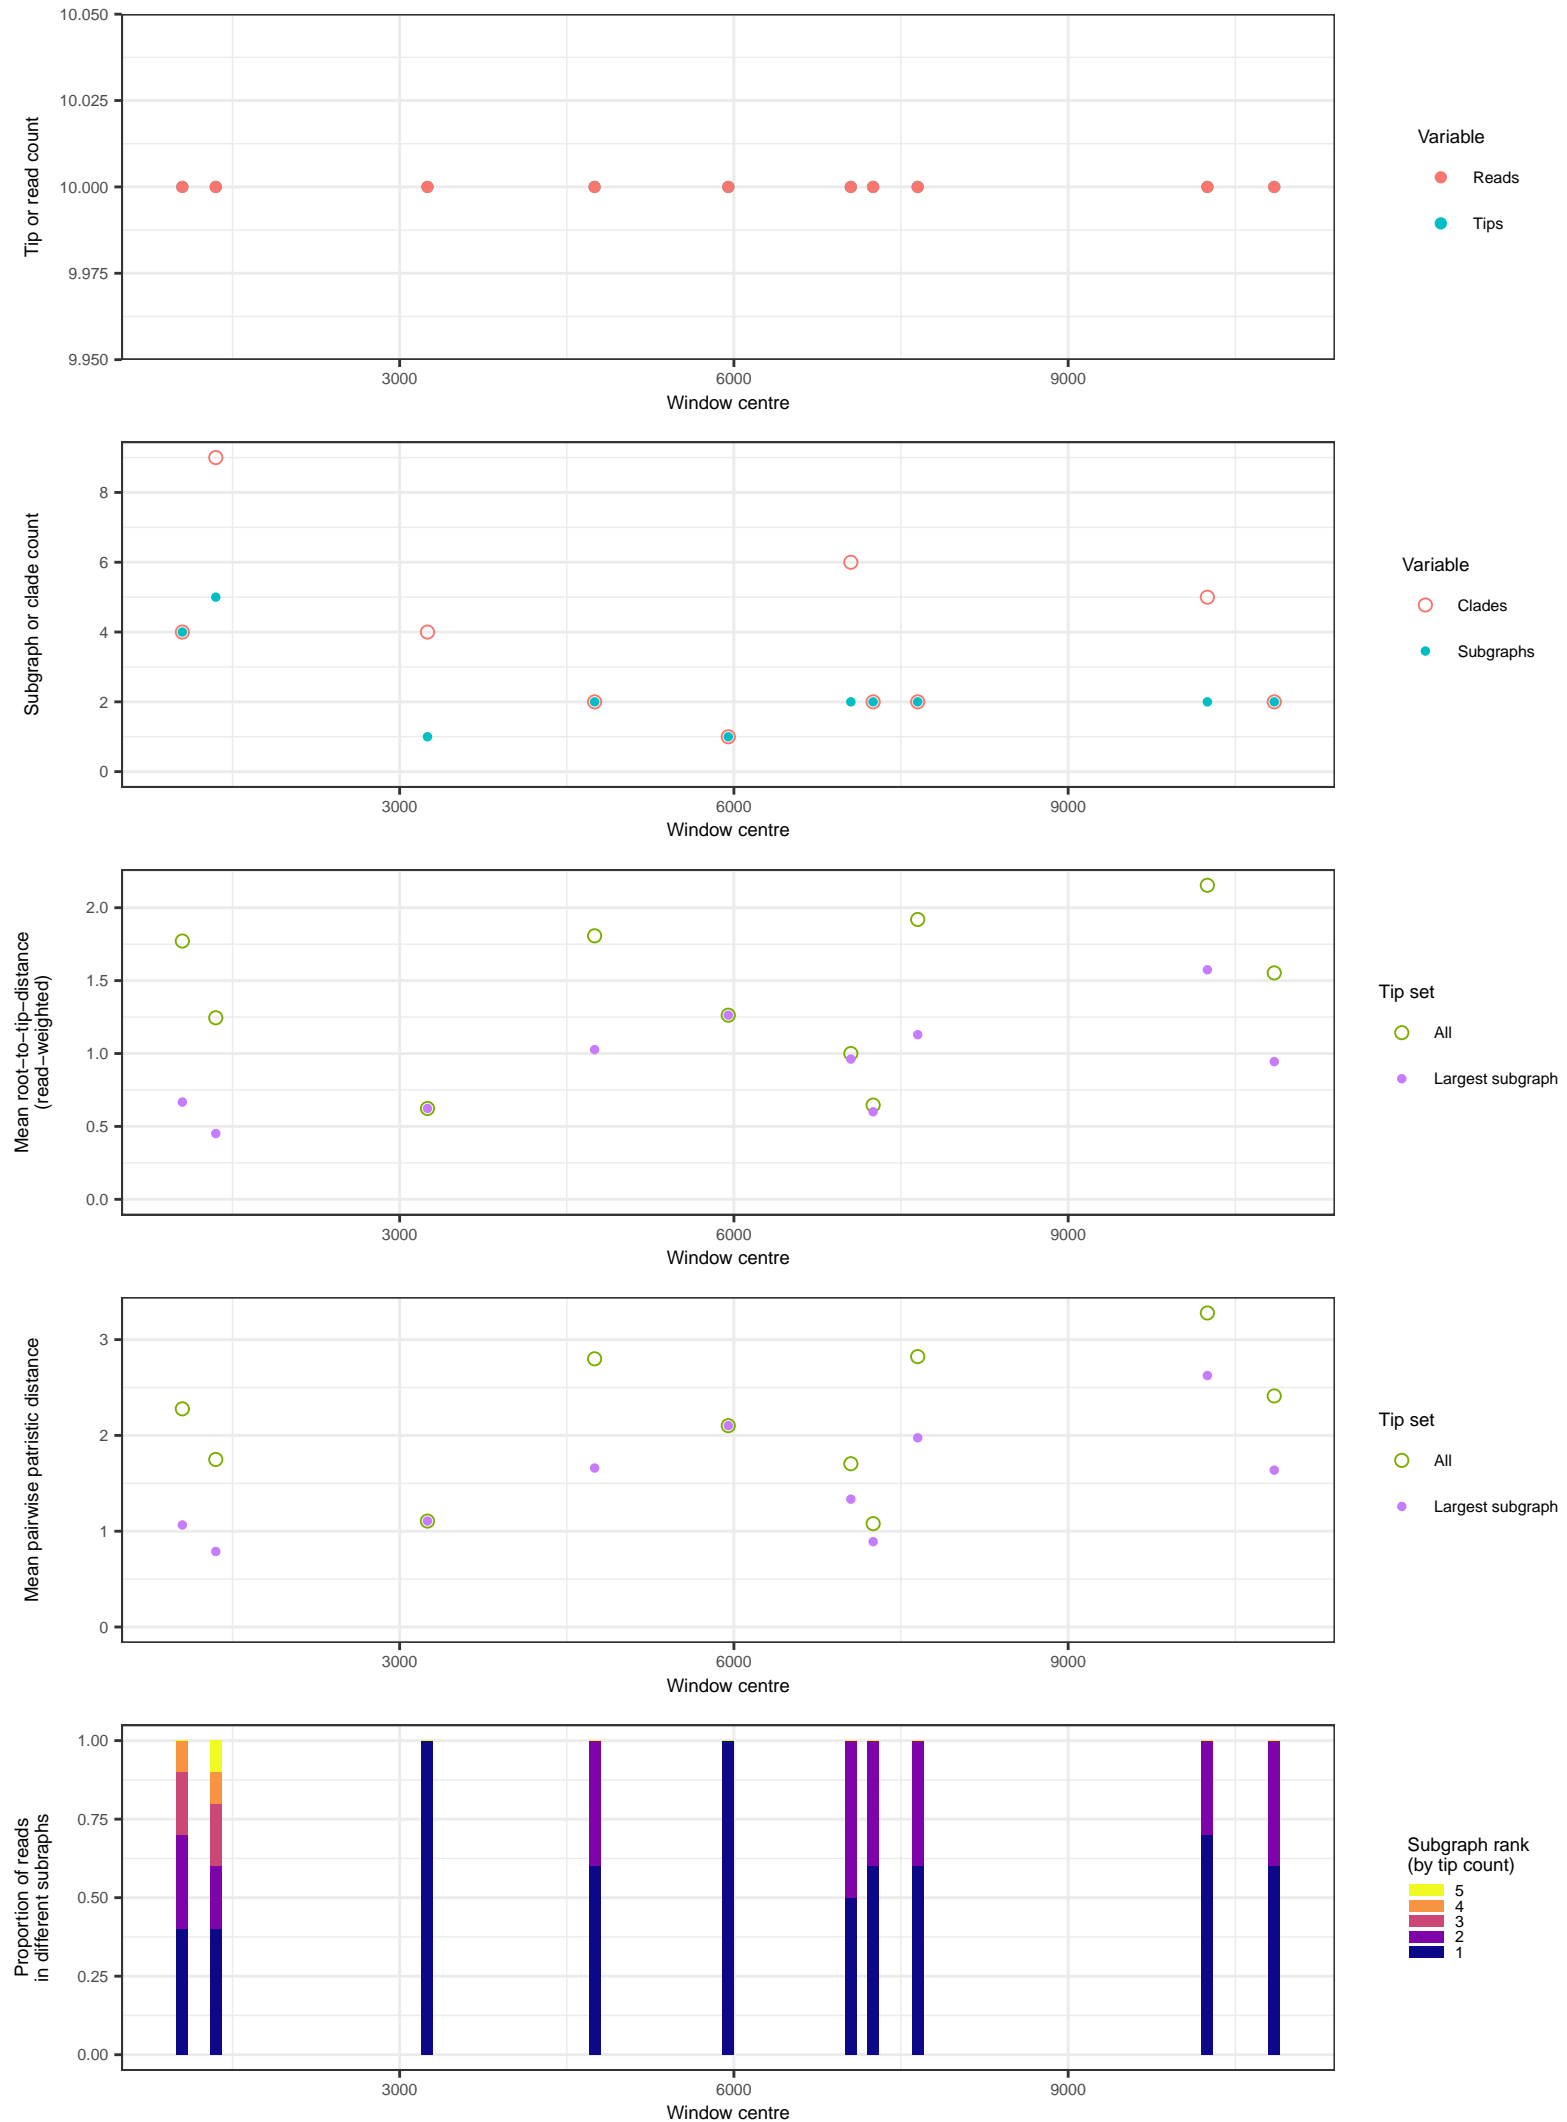 10.050
10.025
10.000
9.975
9.950
Tip or read count
3000 6000 9000
Window centre
Variable
Reads
Tips
8
6
4
2
0
Subgraph or clade count
3000 6000 9000
Window centre
Variable
Clades
Subgraphs
2.0
1.5
1.0
0.5
0.0
Mean root−to−tip−distance
(read−weighted)
3000 6000 9000
Window centre
Tip set
All
Largest subgraph
3
2
1
0
Mean pairwise patristic distance
3000 6000 9000
Window centre
Tip set
All
Largest subgraph
1.00
0.75
0.50
0.25
0.00
Proportion of reads
in different subraphs
3000 6000 9000
Window centre
Subgraph rank
(by tip count)
5
4
3
2
1